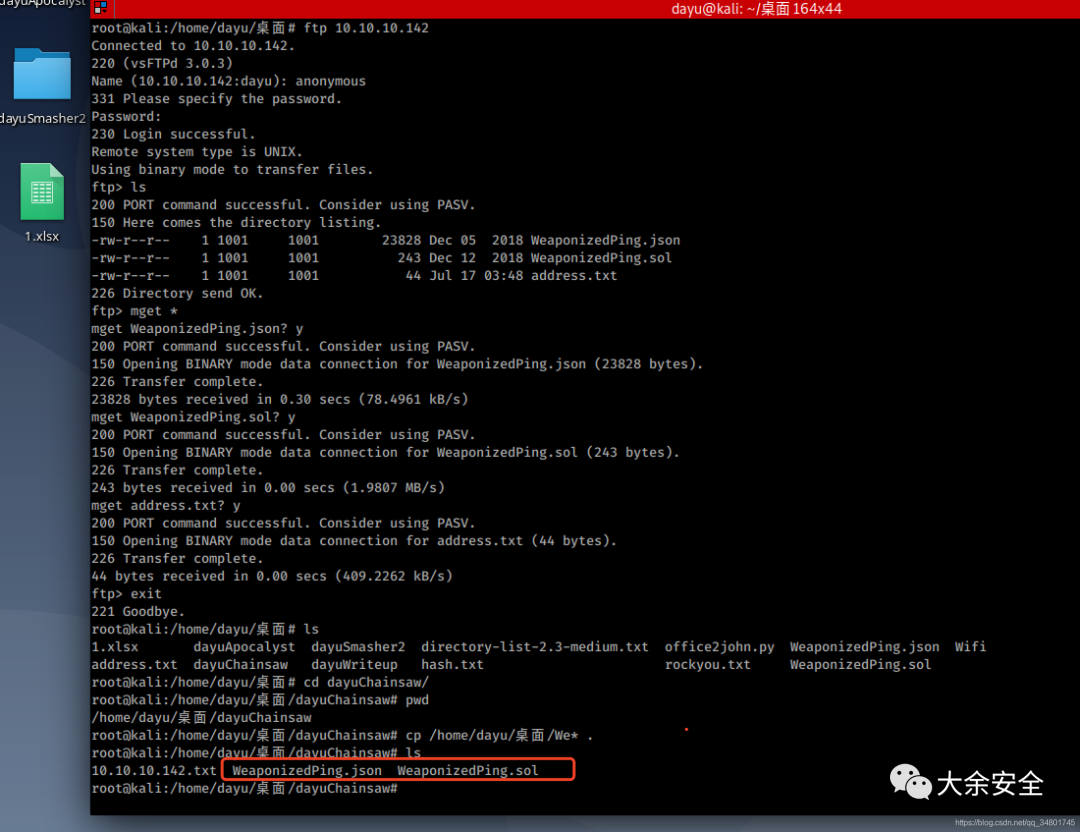 dayuApocalyst
dayu@kali: ~/桌面 164x44
root@kali:/home/dayu/桌面# ftp 10.10.10.142
Connected to 10.10.10.142.
220 (vsFTPd 3.0.3)
Name (10.10.10.142:dayu): anonymous
331 Please specify the password.
Password:
230 Login successful.
Remote system type is UNIX.
Using binary mode to transfer files.
ftp> ls
200 PORT command successful. Consider using PASV.
150 Here comes the directory listing.
-rw-r--r--    1 1001     1001        23828 Dec 05  2018 WeaponizedPing.json
-rw-r--r--    1 1001     1001          243 Dec 12  2018 WeaponizedPing.sol
-rw-r--r--    1 1001     1001           44 Jul 17 03:48 address.txt
226 Directory send OK.
ftp> mget *
mget WeaponizedPing.json? y
200 PORT command successful. Consider using PASV.
150 Opening BINARY mode data connection for WeaponizedPing.json (23828 bytes).
226 Transfer complete.
23828 bytes received in 0.30 secs (78.4961 kB/s)
mget WeaponizedPing.sol? y
200 PORT command successful. Consider using PASV.
150 Opening BINARY mode data connection for WeaponizedPing.sol (243 bytes).
226 Transfer complete.
243 bytes received in 0.00 secs (1.9807 MB/s)
mget address.txt? y
200 PORT command successful. Consider using PASV.
150 Opening BINARY mode data connection for address.txt (44 bytes).
226 Transfer complete.
44 bytes received in 0.00 secs (409.2262 kB/s)
ftp> exit
221 Goodbye.
root@kali:/home/dayu/桌面# ls
1.xlsx       dayuApocalyst  dayuSmasher2  directory-list-2.3-medium.txt  office2john.py  WeaponizedPing.json  Wifi
address.txt  dayuChainsaw   dayuWriteup   hash.txt                       rockyou.txt     WeaponizedPing.sol
root@kali:/home/dayu/桌面# cd dayuChainsaw/
root@kali:/home/dayu/桌面/dayuChainsaw# pwd
/home/dayu/桌面/dayuChainsaw
root@kali:/home/dayu/桌面/dayuChainsaw# cp /home/dayu/桌面/We* .
root@kali:/home/dayu/桌面/dayuChainsaw# ls
10.10.10.142.txt  WeaponizedPing.json  WeaponizedPing.sol
root@kali:/home/dayu/桌面/dayuChainsaw#
dayuSmasher2
1.xlsx
大余安全
https://blog.csdn.net/qq_34801745